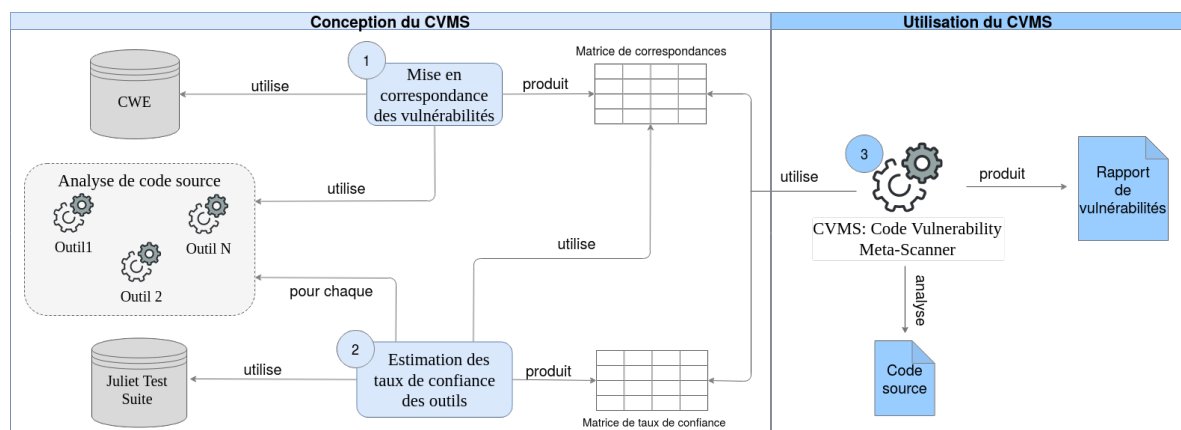 Conception du CVMS
Utilisation du CVMS
1
Mise en
correspondance
des vulnérabilités
utilise
CWE
produit
Matrice de correspondances
utilise
Analyse de code source
Outil1
Outil 2
Outil N
pour chaque
utilise
2
Estimation des
taux de confiance
des outils
utilise
Juliet Test
Suite
produit
Matrice de taux de confiance
utilise
3
CVMS: Code Vulnerability
Meta-Scanner
produit
Rapport
de
vulnérabilités
analyse
Code
source